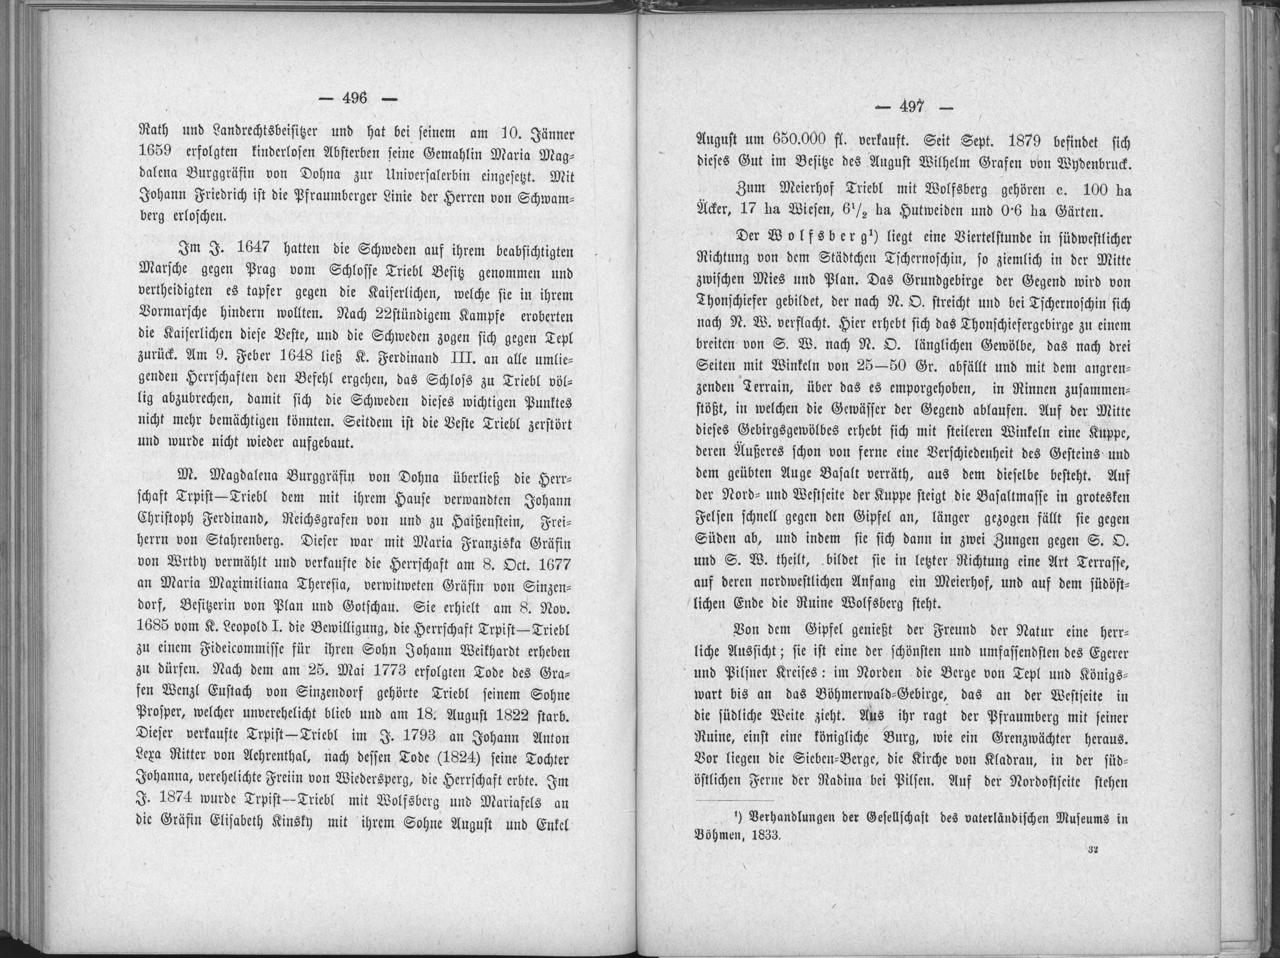 — 496 —
Rath und Landrechtsbeisitzer und hat bei seinem am 10. Jänner
1659 erfolgten kinderlosen Absterben seine Gemahlin Maria Mag-
dalena Burggräfin von Dohna zur Universalerbin eingesetzt. Mit
Johann Friedrich ist die Pfraumberger Linie der Herren von Schwam-
berg erloschen.
Im J. 1647 hatten die Schweden auf ihrem beabsichtigten
Marsche gegen Prag vom Schlosse Triebl Besitz genommen und
vertheidigten es tapfer gegen die Kaiserlichen, welche sie in ihrem
Vormarsche hindern wollten. Nach 22stündigem Kampfe eroberten
die Kaiserlichen diese Veste, und die Schweden zogen sich gegen Tepl
zurück. Am 9. Feber 1648 ließ K. Ferdinand III. an alle umlie-
genden Herrschaften den Befehl ergehen, das Schloss zu Triebl völ-
lig abzubrechen, damit sich die Schweden dieses wichtigen Punktes
nicht mehr bemächtigen könnten. Seitdem ist die Veste Triebl zerstört
und wurde nicht wieder aufgebaut.
M. Magdalena Burggräfin von Dohna überließ die Herr-
schaft Trpist—Triebl dem mit ihrem Hause verwandten Johann
Christoph Ferdinand, Reichsgrafen von und zu Haißenstein, Frei-
herrn von Stahrenberg. Dieser war mit Maria Franziska Gräfin
von Wrtby vermählt und verkaufte die Herrschaft am 8. Oct. 1677
an Maria Maximiliana Theresia, verwitweten Gräfin von Sinzen-
dorf, Besitzerin von Plan und Gotschau. Sie erhielt am 8. Nov.
1685 vom K. Leopold I. die Bewilligung, die Herrschaft Trpist—Triebl
zu einem Fideicommisse für ihren Sohn Johann Weikhardt erheben
zu dürfen. Nach dem am 25. Mai 1773 erfolgten Tode des Gra-
fen Wenzl Eustach von Sinzendorf gehörte Triebl seinem Sohne
Prosper, welcher unverehelicht blieb und am 18. August 1822 starb.
Dieser verkaufte Trpist—Triebl im J. 1793 an Johann Anton
Lexa Ritter von Aehrenthal, nach dessen Tode (1824) seine Tochter
Johanna, verehelichte Freiin von Wiedersperg, die Herrschaft erbte. Im
J. 1874 wurde Trpist—Triebl mit Wolfsberg und Mariafels an
die Gräfin Elisabeth Kinsky mit ihrem Sohne August und Enkel
— 497 —
August um 650.000 fl. verkauft. Seit Sept. 1879 befindet sich
dieses Gut im Besitze des August Wilhelm Grafen von Wydenbruck.
Zum Meierhof Triebl mit Wolfsberg gehören c. 100 ha
Äcker, 17 ha Wiesen, 6½ ha Hutweiden und 0·6 ha Gärten.
Der Wolfsberg¹) liegt eine Viertelstunde in südwestlicher
Richtung von dem Städtchen Tschernoschin, so ziemlich in der Mitte
zwischen Mies und Plan. Das Grundgebirge der Gegend wird von
Thonschiefer gebildet, der nach N. O. streicht und bei Tschernoschin sich
nach N. W. verflacht. Hier erhebt sich das Thonschiefergebirge zu einem
breiten von S. W. nach N. O. länglichen Gewölbe, das nach drei
Seiten mit Winkeln von 25—50 Gr. abfällt und mit dem angren-
zenden Terrain, über das es emporgehoben, in Rinnen zusammen-
stößt, in welchen die Gewässer der Gegend ablaufen. Auf der Mitte
dieses Gebirgsgewölbes erhebt sich mit steileren Winkeln eine Kuppe,
deren Äußeres schon von ferne eine Verschiedenheit des Gesteins und
dem geübten Auge Basalt verräth, aus dem dieselbe besteht. Auf
der Nord- und Westseite der Kuppe steigt die Basaltmasse in grotesken
Felsen schnell gegen den Gipfel an, länger gezogen fällt sie gegen
Süden ab, und indem sie sich dann in zwei Zungen gegen S. O.
und S. W. theilt, bildet sie in letzter Richtung eine Art Terrasse,
auf deren nordwestlichen Anfang ein Meierhof, und auf dem südöst-
lichen Ende die Ruine Wolfsberg steht.
Von dem Gipfel genießt der Freund der Natur eine herr-
liche Aussicht; sie ist eine der schönsten und umfassendsten des Egerer
und Pilsner Kreises: im Norden die Berge von Tepl und Königs-
wart bis an das Böhmerwald-Gebirge, das an der Westseite in
die südliche Weite zieht. Aus ihr ragt der Pfraumberg mit seiner
Ruine, einst eine königliche Burg, wie ein Grenzwächter heraus.
Vor liegen die Sieben-Berge, die Kirche von Kladrau, in der süd-
östlichen Ferne der Radina bei Pilsen. Auf der Nordostseite stehen
¹) Verhandlungen der Gesellschaft des vaterländischen Museums in
Böhmen, 1833.
32